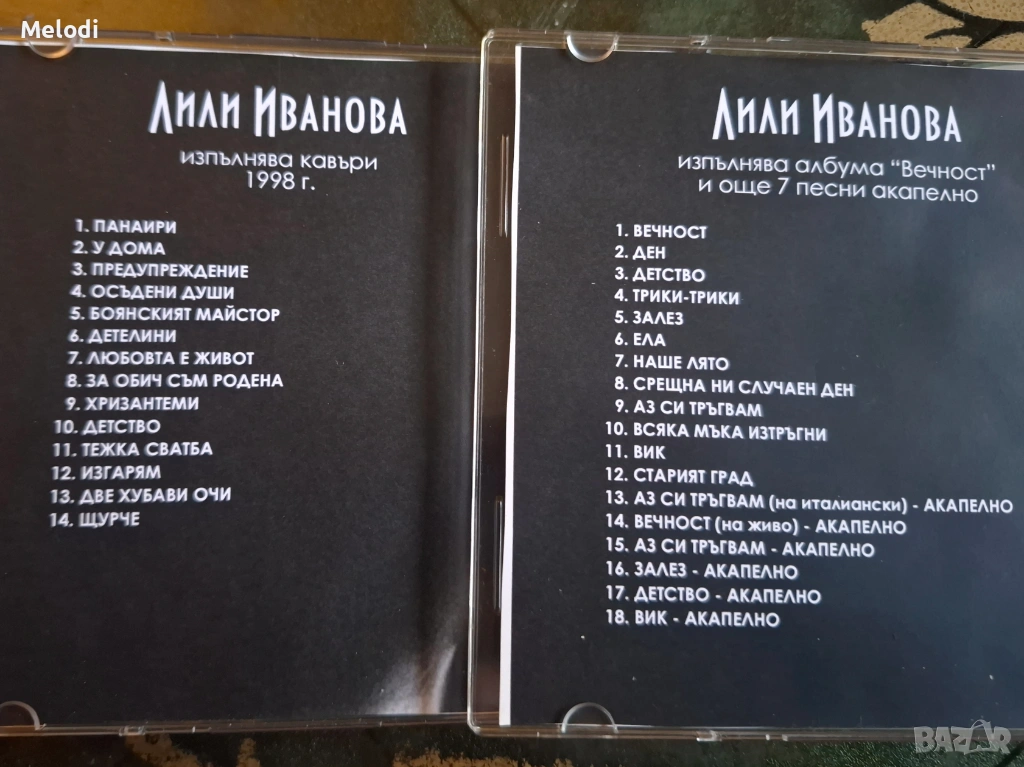 Melodi
ЛИЛИ ИВАНОВА
изпълнява кавъри
1998 г.
1. ПАНАИРИ
2. У ДОМА
3. ПРЕДУПРЕЖДЕНИЕ
4. ОСЪДЕНИ ДУШИ
5. БОЯНСКИЯТ МАЙСТОР
6. ДЕТЕЛИНИ
7. ЛЮБОВТА Е ЖИВОТ
8. ЗА ОБИЧ СЪМ РОДЕНА
9. ХРИЗАНТЕМИ
10. ДЕТСТВО
11. ТЕЖКА СВАТБА
12. ИЗГАРЯМ
13. ДВЕ ХУБАВИ ОЧИ
14. ЩУРЧЕ
ЛИЛИ ИВАНОВА
изпълнява албума "Вечност"
и още 7 песни акапелно
1. ВЕЧНОСТ
2. ДЕН
3. ДЕТСТВО
4. ТРИКИ-ТРИКИ
5. ЗАЛЕЗ
6. ЕЛА
7. НАШЕ ЛЯТО
8. СРЕЩНА НИ СЛУЧАЕН ДЕН
9. АЗ СИ ТРЪГВАМ
10. ВСЯКА МЪКА ИЗТРЪГНИ
11. ВИК
12. СТАРИЯТ ГРАД
13. АЗ СИ ТРЪГВАМ (на италиански) - АКАПЕЛНО
14. ВЕЧНОСТ (на живо) - АКАПЕЛНО
15. АЗ СИ ТРЪГВАМ - АКАПЕЛНО
16. ЗАЛЕЗ - АКАПЕЛНО
17. ДЕТСТВО - АКАПЕЛНО
18. ВИК - АКАПЕЛНО
BAZAR